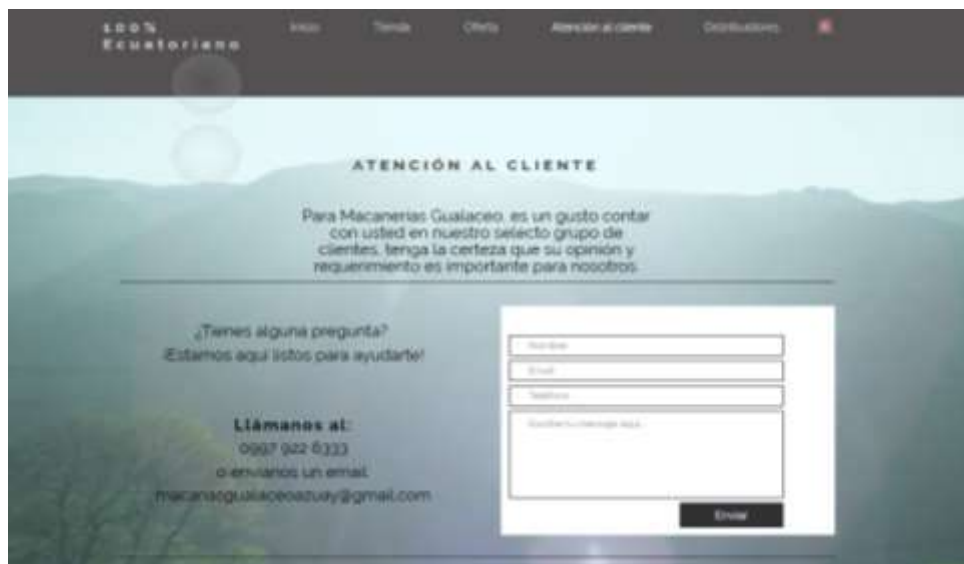 100%
Ecuatoriano
Inicio Tienda Oferta Atención al cliente Distribuidores
ATENCIÓN AL CLIENTE
Para Macanerias Gualaceo, es un gusto contar
con usted en nuestro selecto grupo de
clientes, tenga la certeza que su opinión y
requerimiento es importante para nosotros.
¿Tienes alguna pregunta?
¡Estamos aquí listos para ayudarte!
Llámanos al:
0997 922 6333
o envíanos un email
Nombre
Email
Teléfono
Escribe tu mensaje aquí...
Enviar